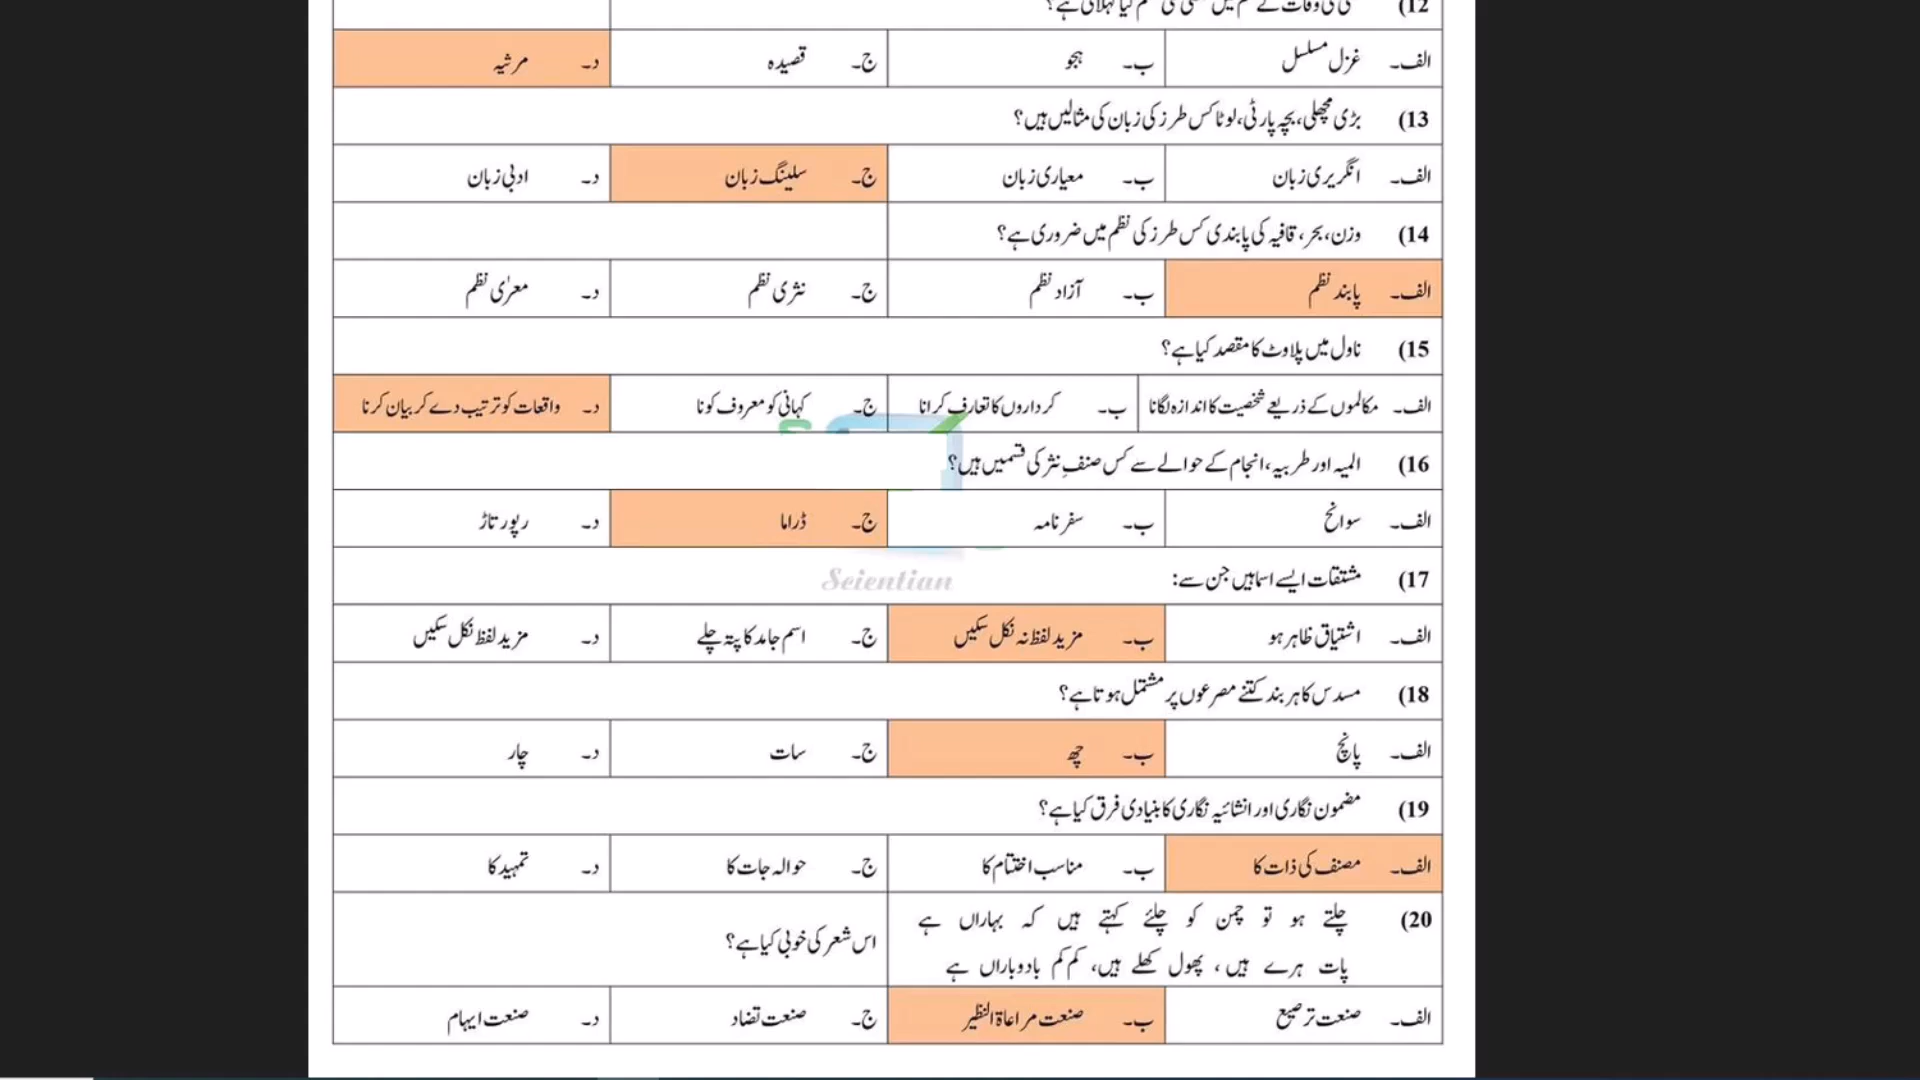 12)
الف۔ غزل مسلسل ب۔ ہجو ج۔ قصیدہ د۔ مرثیہ
13) بڑی مچھلی، بچہ پارٹی، لوٹا کس طرز کی زبان کی مثالیں ہیں؟
الف۔ انگریزی زبان ب۔ معیاری زبان ج۔ سلینگ زبان د۔ ادبی زبان
14) وزن، بحر، قافیہ کی پابندی کس طرز کی نظم میں ضروری ہے؟
الف۔ پابند نظم ب۔ آزاد نظم ج۔ نثری نظم د۔ معرٰی نظم
15) ناول میں پلاوٹ کا مقصد کیا ہے؟
الف۔ مکالموں کے ذریعے شخصیت کا اندازہ لگانا ب۔ کرداروں کا تعارف کرانا ج۔ کہانی کو معروف کونا د۔ واقعات کو ترتیب دے کر بیان کرنا
16) المیہ اور طربیہ، انجام کے حوالے سے کس صنفِ نثر کی قسمیں ہیں؟
الف۔ سوانح ب۔ سفر نامہ ج۔ ڈراما د۔ رپورتاژ
Scientian
17) مشتقات ایسے اسما ہیں جن سے:
الف۔ اشتیاق ظاہر ہو ب۔ مزید لفظ نہ نکل سکیں ج۔ اسم جامد کا پتہ چلے د۔ مزید لفظ نکل سکیں
18) مسدس کا ہر بند کتنے مصرعوں پر مشتمل ہوتا ہے؟
الف۔ پانچ ب۔ چھ ج۔ سات د۔ چار
19) مضمون نگاری اور انشائیہ نگاری کا بنیادی فرق کیا ہے؟
الف۔ مصنف کی ذات کا ب۔ مناسب اختتام کا ج۔ حوالہ جات کا د۔ تمہید کا
20) چلتے ہو تو چمن کو چلئے کہتے ہیں کہ بہاراں ہے
پات ہرے ہیں، پھول کھلے ہیں، کم کم بادوباراں ہے
اس شعر کی خوبی کیا ہے؟
الف۔ صنعت ترصیع ب۔ صنعت مراعاۃ النظیر ج۔ صنعت تضاد د۔ صنعت ایہام